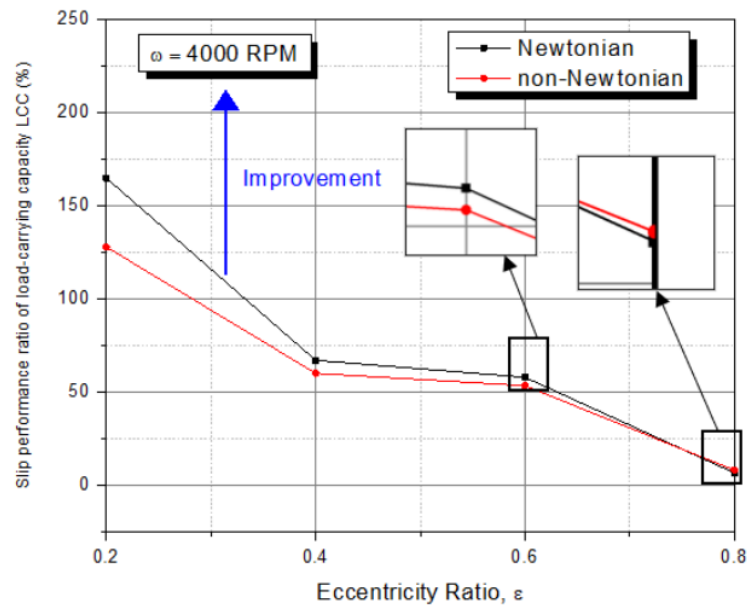 ω = 4000 RPM
Newtonian
non-Newtonian
Improvement
Slip performance ratio of load-carrying capacity LCC (%)
250
200
150
100
50
0
0.2 0.4 0.6 0.8
Eccentricity Ratio, ε